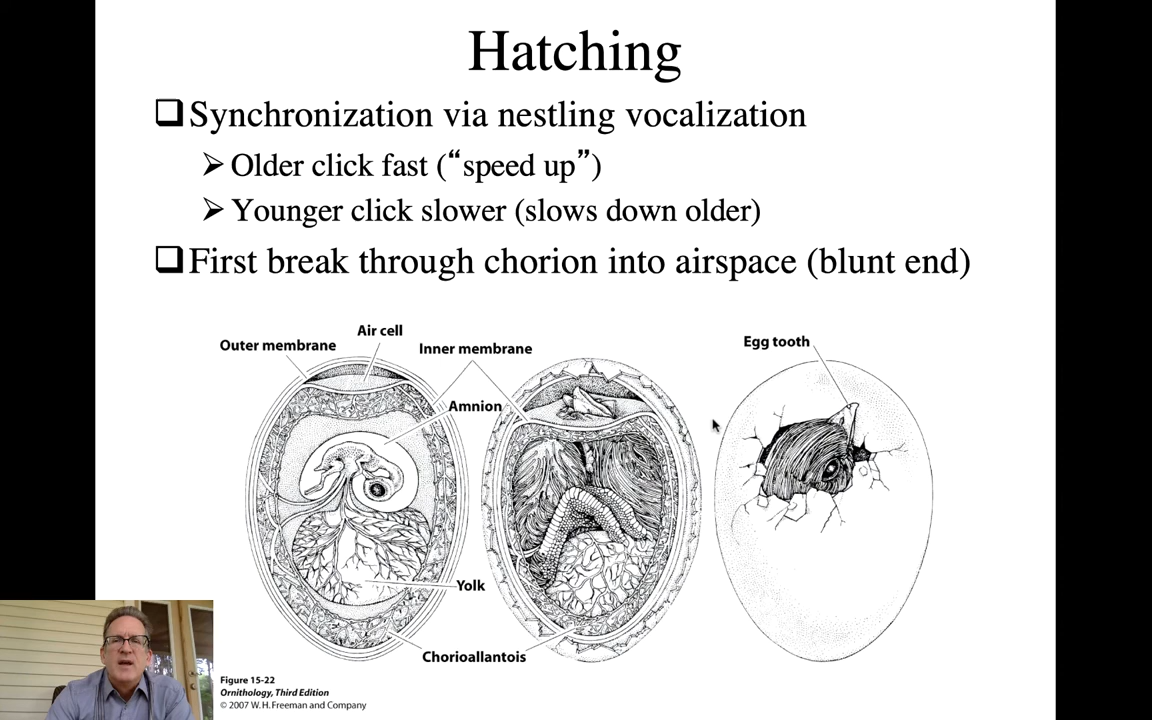 Hatching
Synchronization via nestling vocalization
Older click fast (“speed up”)
Younger click slower (slows down older)
First break through chorion into airspace (blunt end)
Air cell
Outer membrane
Inner membrane
Egg tooth
Amnion
Yolk
Chorioallantois
Figure 15-22
Ornithology, Third Edition
© 2007 W. H. Freeman and Company